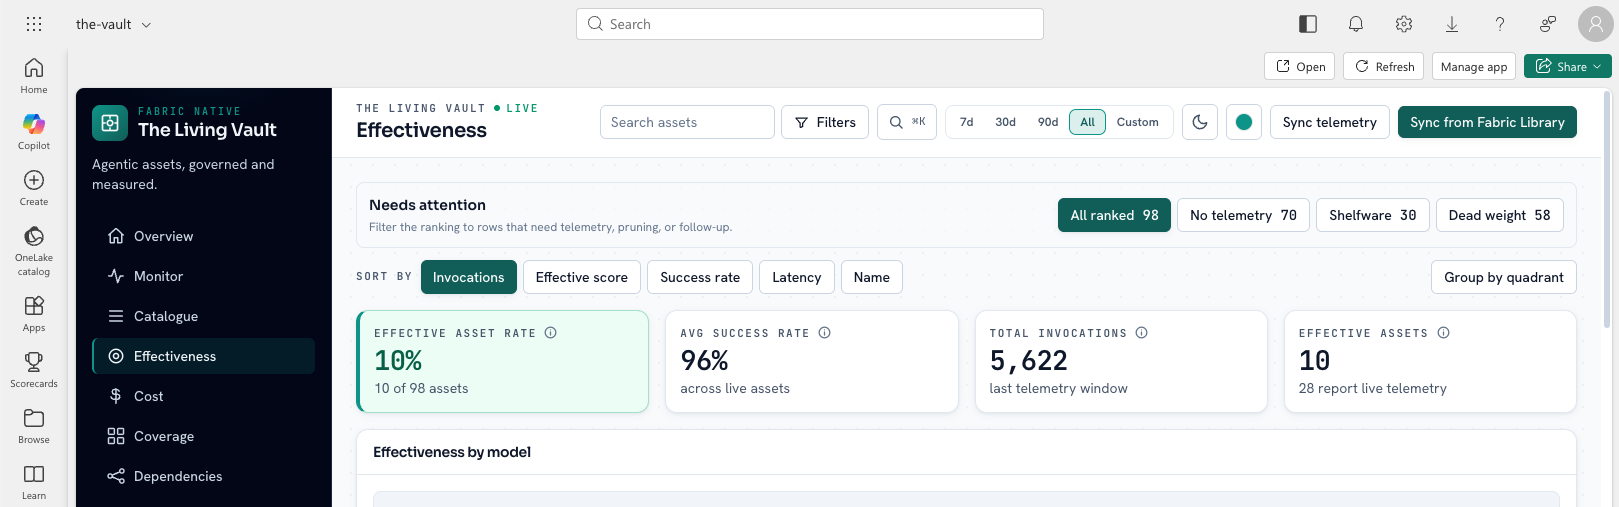 the-vault
Search
Open
Refresh
Manage app
Share
Home
Copilot
Create
OneLake
catalog
Apps
Scorecards
Browse
Learn
FABRIC NATIVE
The Living Vault
Agentic assets, governed and
measured.
Overview
Monitor
Catalogue
Effectiveness
Cost
Coverage
Dependencies
THE LIVING VAULT LIVE
Effectiveness
Search assets
Filters
⌘K
7d 30d 90d All Custom
Sync telemetry
Sync from Fabric Library
Needs attention
Filter the ranking to rows that need telemetry, pruning, or follow-up.
All ranked 98
No telemetry 70
Shelfware 30
Dead weight 58
SORT BY Invocations Effective score Success rate Latency Name
Group by quadrant
EFFECTIVE ASSET RATE
10%
10 of 98 assets
AVG SUCCESS RATE
96%
across live assets
TOTAL INVOCATIONS
5,622
last telemetry window
EFFECTIVE ASSETS
10
28 report live telemetry
Effectiveness by model